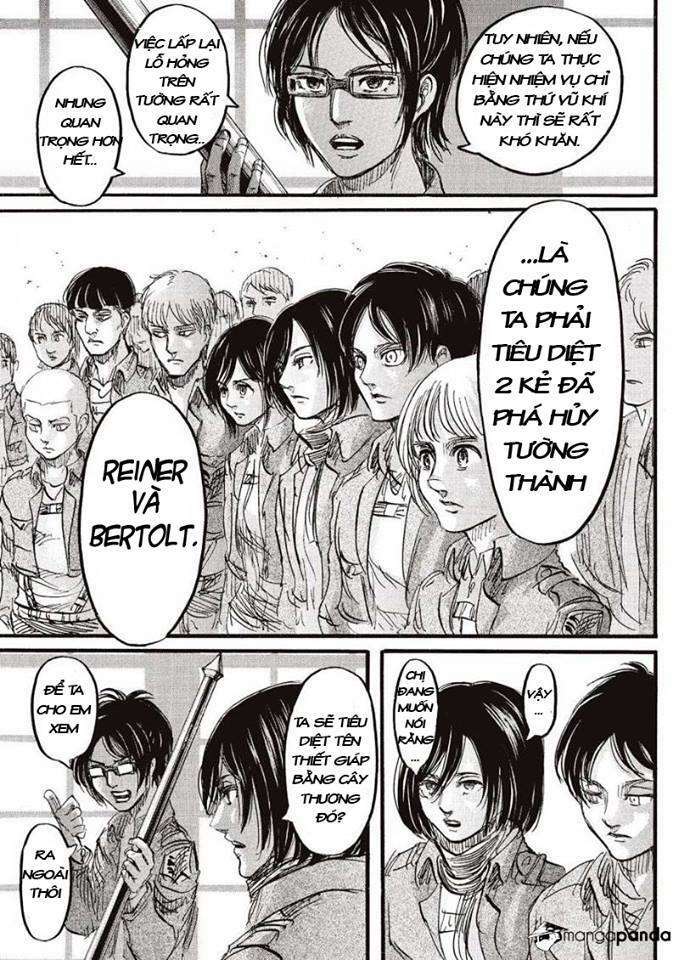 TUY NHIÊN, NẾU
CHÚNG TA THỰC
HIỆN NHIỆM VỤ CHỈ
BẰNG THỨ VŨ KHÍ
NÀY THÌ SẼ RẤT
KHÓ KHĂN.
VIỆC LẤP LẠI
LỖ HỎNG
TRÊN
TƯỜNG RẤT
QUAN
TRỌNG..
NHƯNG
QUAN
TRỌNG HƠN
HẾT...
...LÀ
CHÚNG
TA PHẢI
TIÊU DIỆT
2 KẺ ĐÃ
PHÁ HỦY
TƯỜNG
THÀNH
REINER
VÀ
BERTOLT.
VẬY
...
CHỊ
ĐANG
MUỐN
NÓI
RẰNG
...
TA SẼ TIÊU
DIỆT TÊN
THIẾT GIÁP
BẰNG CÂY
THƯƠNG
ĐÓ?
ĐỂ TA
CHO EM
XEM
RA
NGOÀI
THÔI
mangapanda